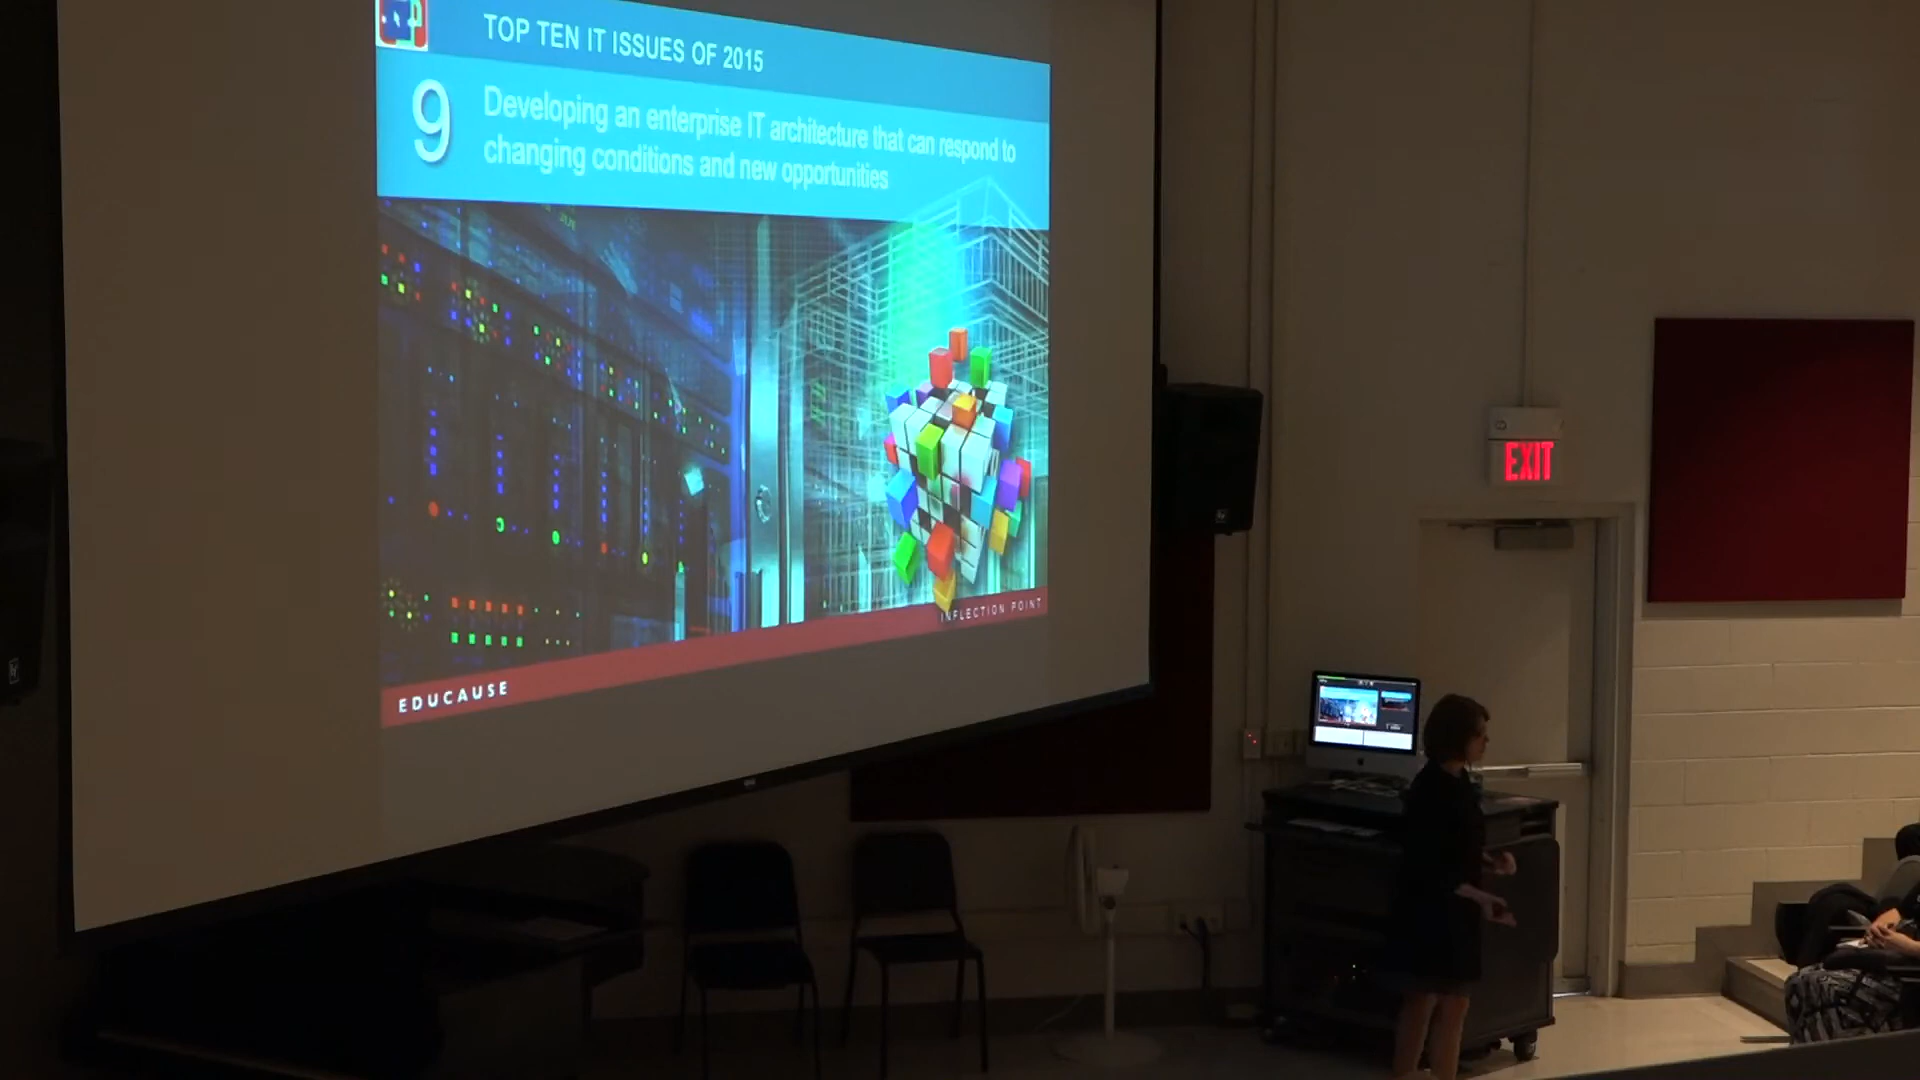 TOP TEN IT ISSUES OF 2015
9
Developing an enterprise IT architecture that can respond to
changing conditions and new opportunities
INFLECTION POINT
EDUCAUSE
EXIT